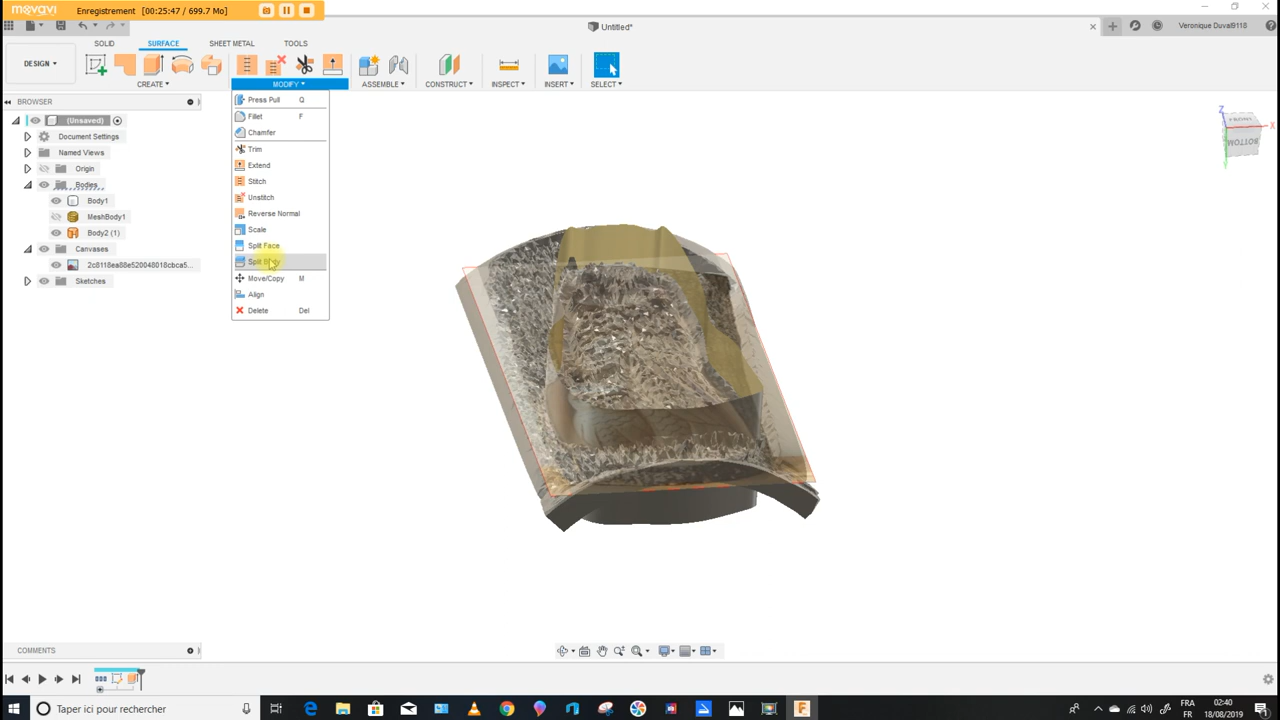 movavi Enregistrement [00:25:47 / 699.7 Mo]
Untitled*
Veronique Duval9118
SOLID SURFACE SHEET METAL TOOLS
DESIGN
CREATE MODIFY ASSEMBLE CONSTRUCT INSPECT INSERT SELECT
BROWSER
(Unsaved)
Document Settings
Named Views
Origin
Bodies
Body1
MeshBody1
Body2 (1)
Canvases
2c8118ea88e520048018cbca5...
Sketches
Press Pull Q
Fillet F
Chamfer
Trim
Extend
Stitch
Unstitch
Reverse Normal
Scale
Split Face
Split Body
Move/Copy M
Align
Delete Del
Z
X
Y
FRONT
BOTTOM
COMMENTS
Taper ici pour rechercher
FRA
FR
02:40
18/08/2019
1